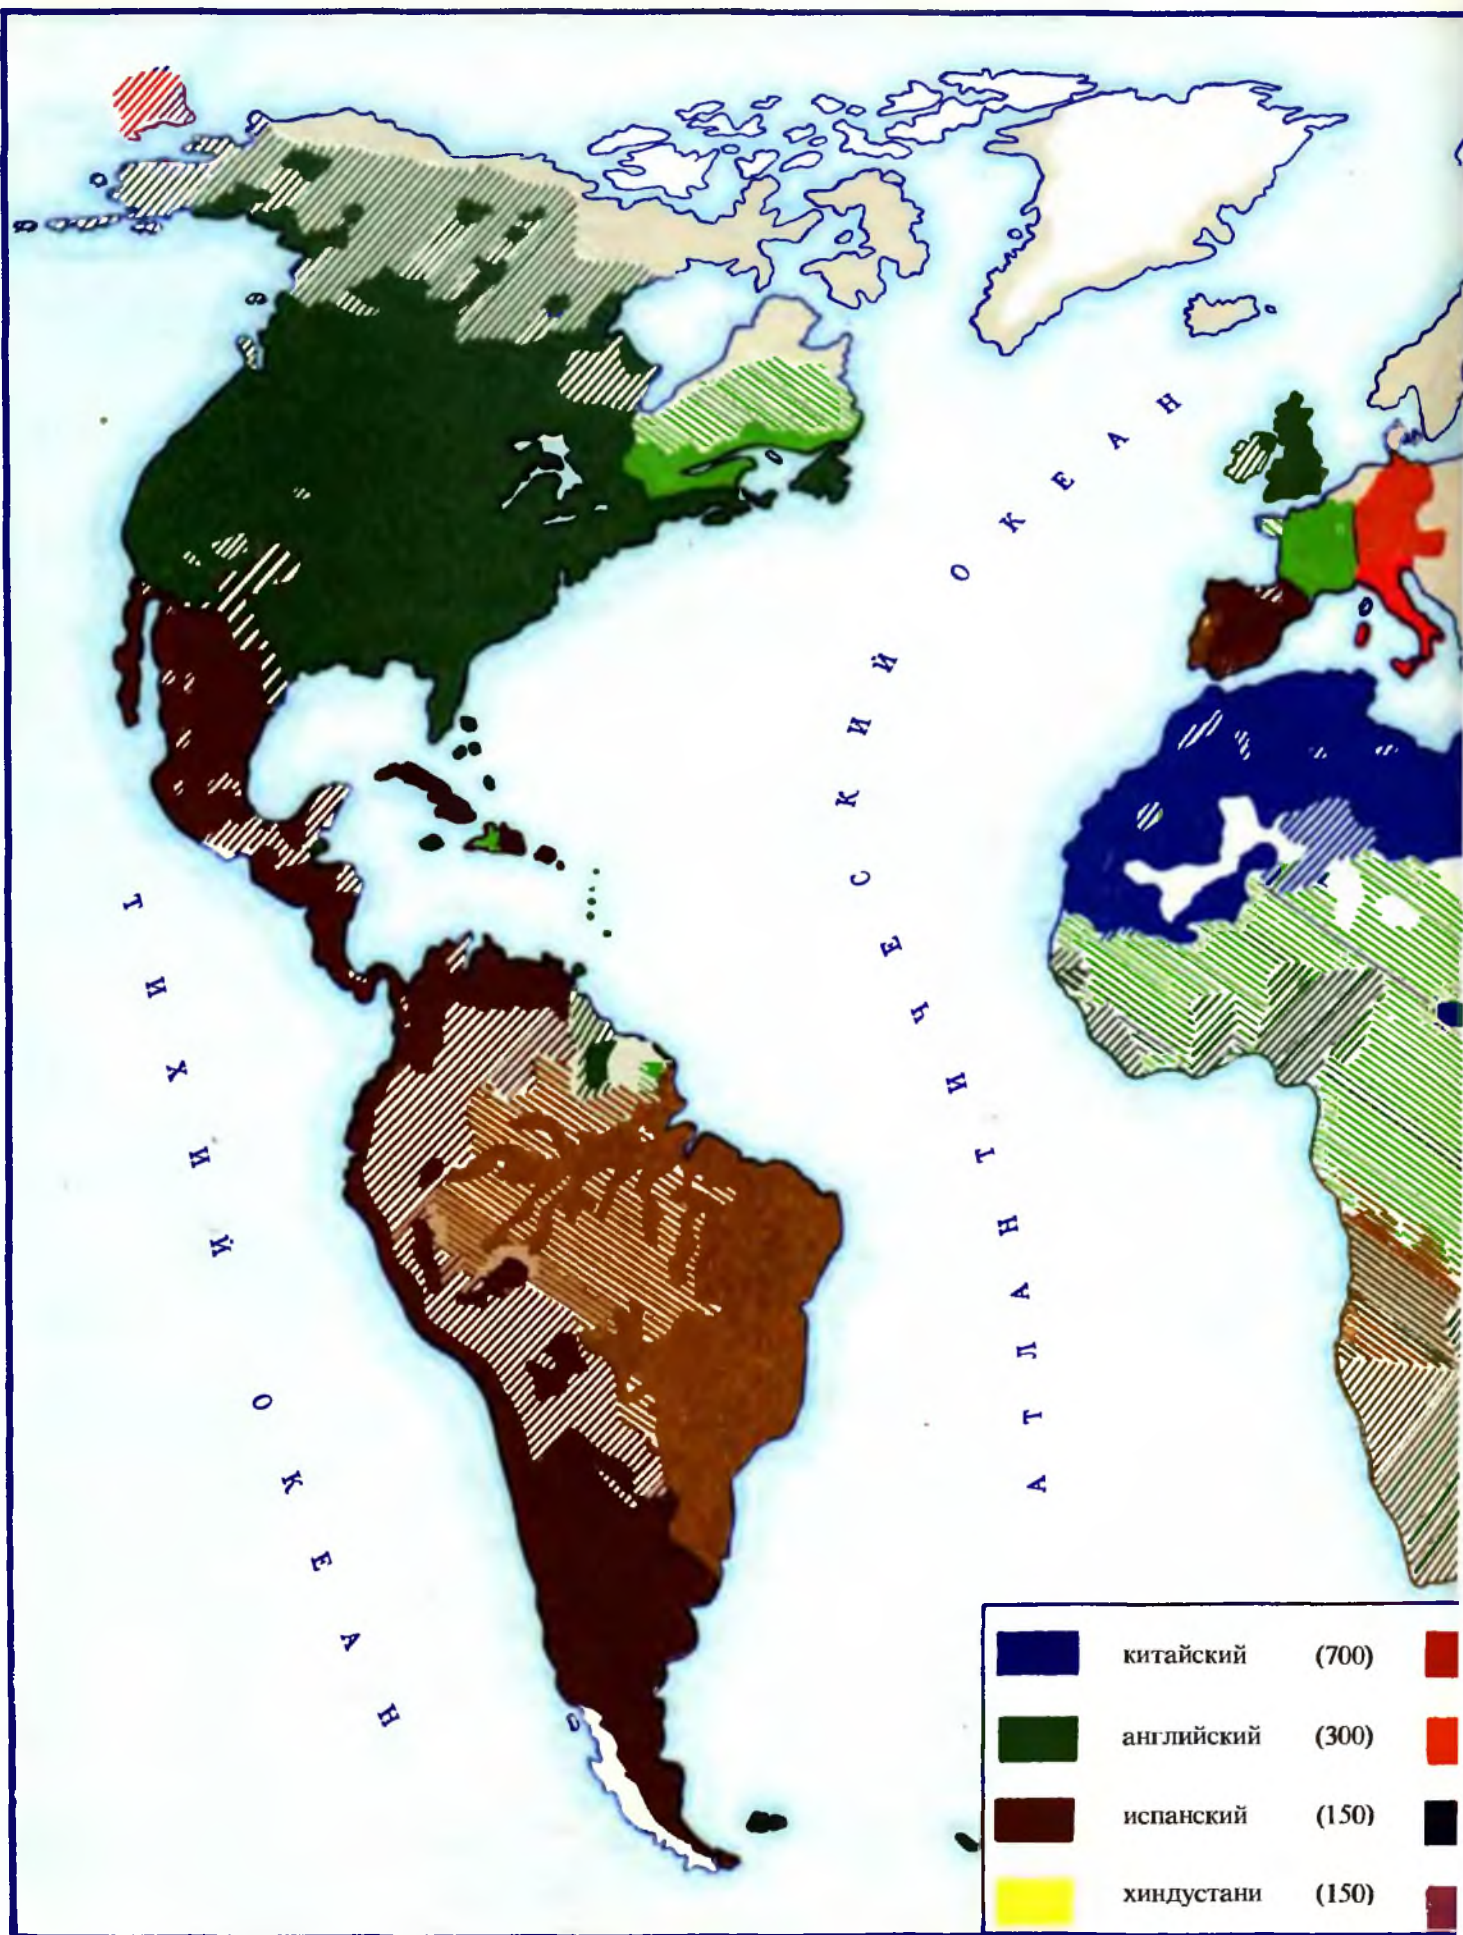 ТИХИЙ ОКЕАН
АТЛАНТИЧЕСКИЙ ОКЕАН
китайский (700)
английский (300)
испанский (150)
хиндустани (150)